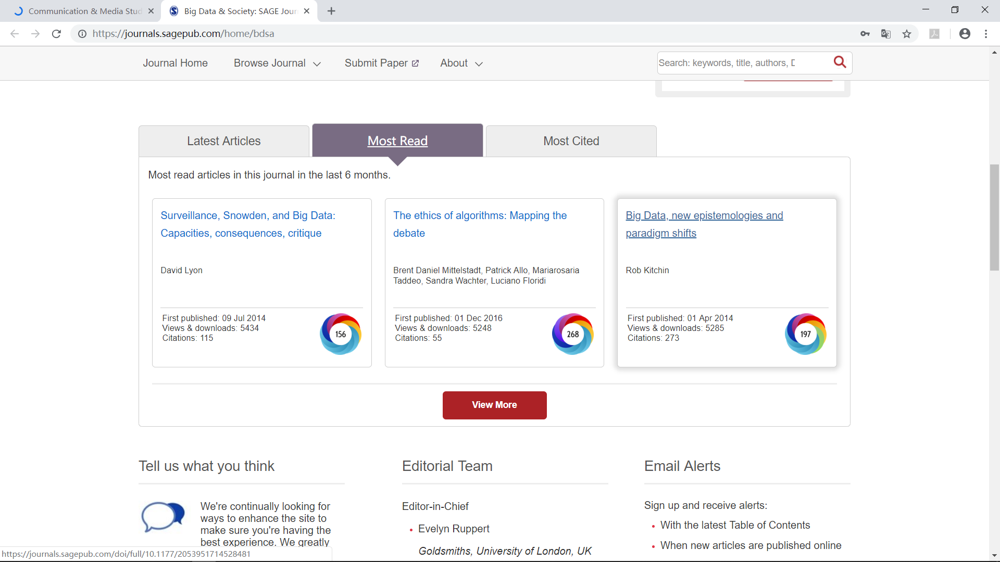 Communication & Media Stud
Big Data & Society: SAGE Jour
https://journals.sagepub.com/home/bdsa
Journal Home
Browse Journal
Submit Paper
About
Search: keywords, title, authors, D
Latest Articles
Most Read
Most Cited
Most read articles in this journal in the last 6 months.
Surveillance, Snowden, and Big Data:
Capacities, consequences, critique
David Lyon
First published: 09 Jul 2014
Views & downloads: 5434
Citations: 115
156
The ethics of algorithms: Mapping the
debate
Brent Daniel Mittelstadt, Patrick Allo, Mariarosaria
Taddeo, Sandra Wachter, Luciano Floridi
First published: 01 Dec 2016
Views & downloads: 5248
Citations: 55
268
Big Data, new epistemologies and
paradigm shifts
Rob Kitchin
First published: 01 Apr 2014
Views & downloads: 5285
Citations: 273
197
View More
Tell us what you think
We're continually looking for
ways to enhance the site to
make sure you're having the
best experience. We greatly
Editorial Team
Editor-in-Chief
Evelyn Ruppert
Goldsmiths, University of London, UK
Email Alerts
Sign up and receive alerts:
With the latest Table of Contents
When new articles are published online
https://journals.sagepub.com/doi/full/10.1177/2053951714528481